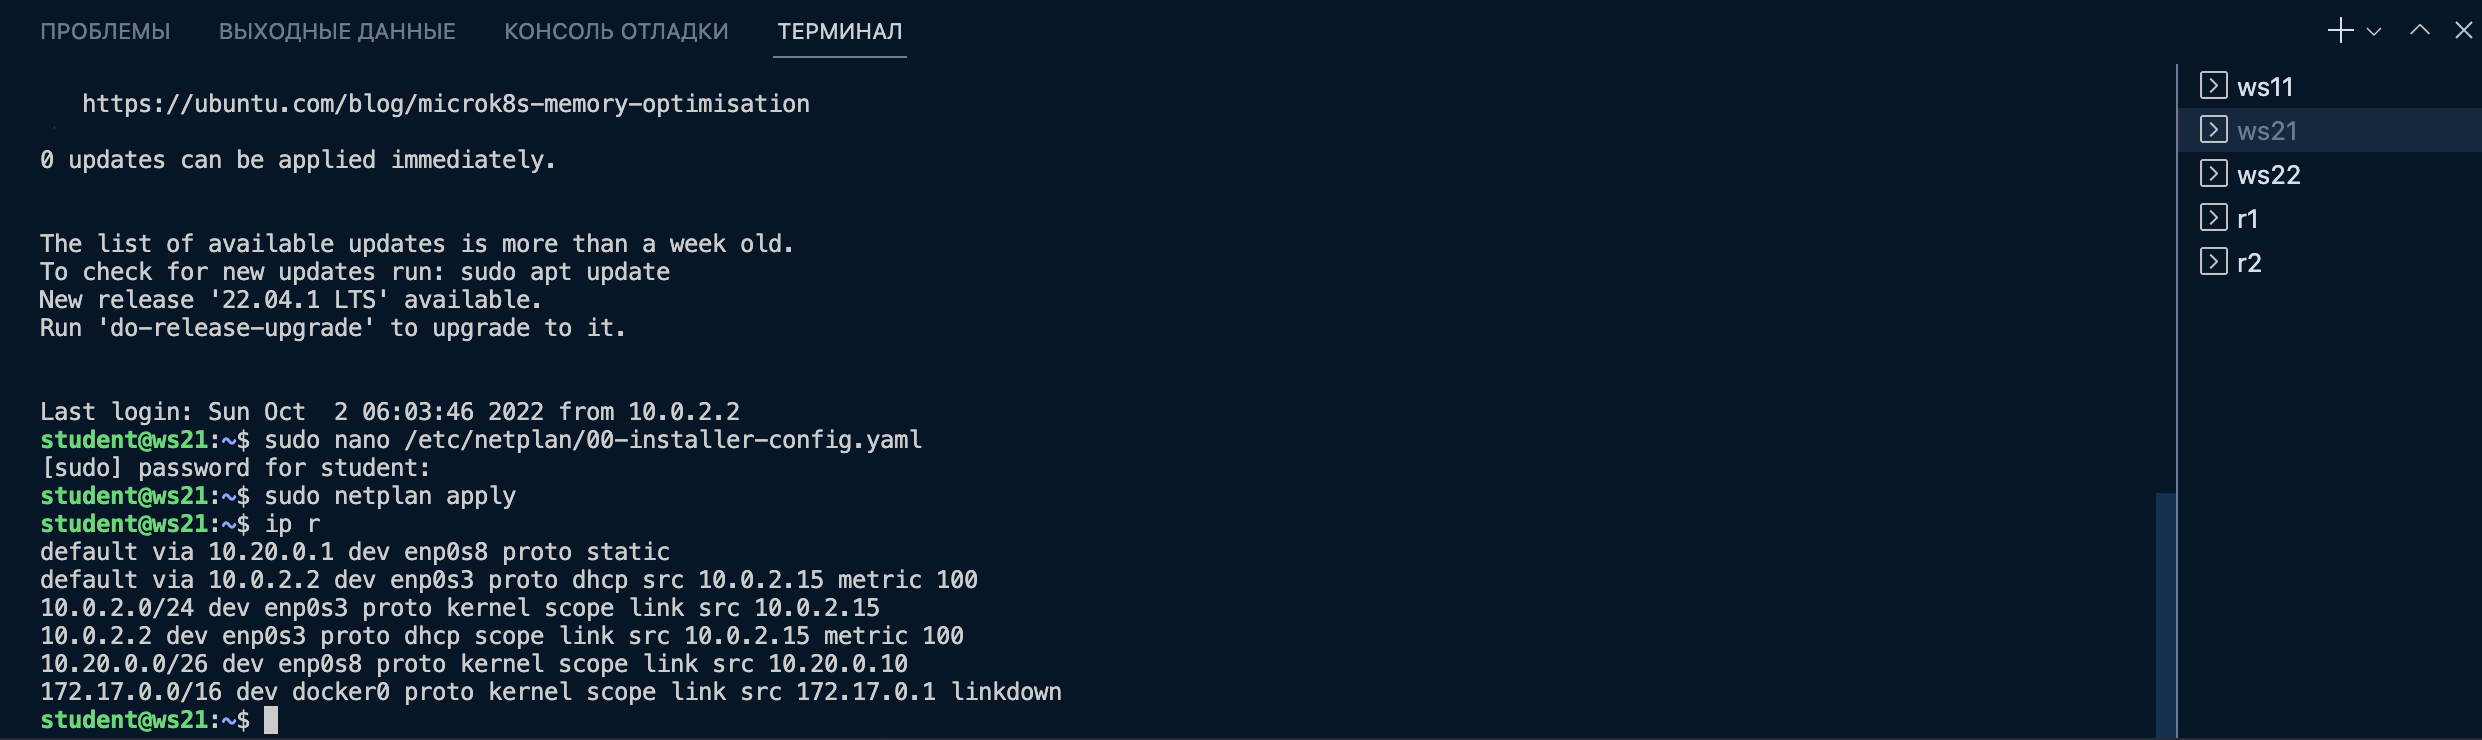 ПРОБЛЕМЫ ВЫХОДНЫЕ ДАННЫЕ КОНСОЛЬ ОТЛАДКИ ТЕРМИНАЛ
https://ubuntu.com/blog/microk8s-memory-optimisation
0 updates can be applied immediately.
The list of available updates is more than a week old.
To check for new updates run: sudo apt update
New release '22.04.1 LTS' available.
Run 'do-release-upgrade' to upgrade to it.
Last login: Sun Oct  2 06:03:46 2022 from 10.0.2.2
student@ws21:~$ sudo nano /etc/netplan/00-installer-config.yaml
[sudo] password for student:
student@ws21:~$ sudo netplan apply
student@ws21:~$ ip r
default via 10.20.0.1 dev enp0s8 proto static
default via 10.0.2.2 dev enp0s3 proto dhcp src 10.0.2.15 metric 100
10.0.2.0/24 dev enp0s3 proto kernel scope link src 10.0.2.15
10.0.2.2 dev enp0s3 proto dhcp scope link src 10.0.2.15 metric 100
10.20.0.0/26 dev enp0s8 proto kernel scope link src 10.20.0.10
172.17.0.0/16 dev docker0 proto kernel scope link src 172.17.0.1 linkdown
student@ws21:~$
ws11
ws21
ws22
r1
r2